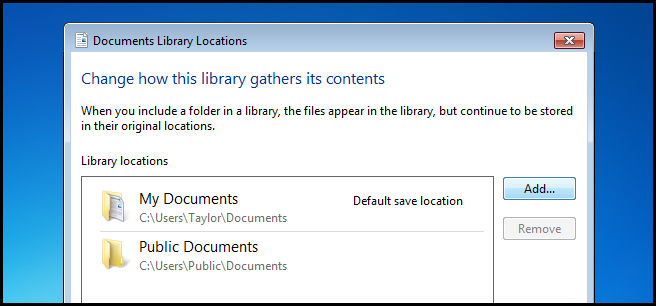 Documents Library Locations
Change how this library gathers its contents
When you include a folder in a library, the files appear in the library, but continue to be stored
in their original locations.
Library locations
My Documents Default save location
C:\Users\Taylor\Documents
Add...
Remove
Public Documents
C:\Users\Public\Documents